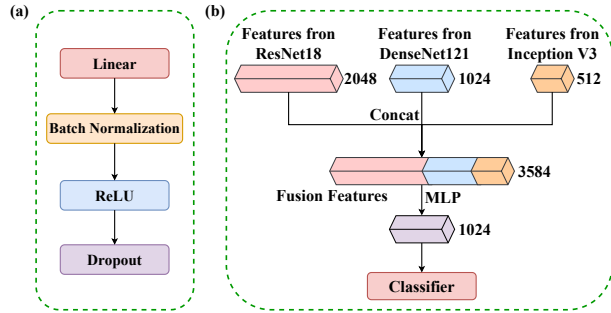 (a)
Linear
Batch Normalization
ReLU
Dropout
(b)
Features fron
ResNet18
2048
Features fron
DenseNet121
1024
Features fron
Inception V3
512
Concat
3584
Fusion Features
MLP
1024
Classifier